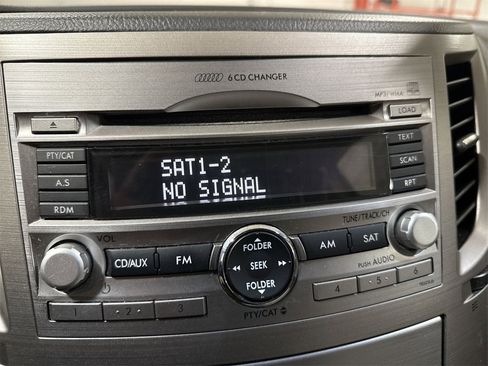 6 CD CHANGER
MP3/WMA
LOAD
PTY/CAT
TEXT
SAT1-2
A.S
SCAN
NO SIGNAL
RDM
RPT
VOL
TUNE/TRACK/CH
FOLDER
CD/AUX
FM
SEEK
AM
SAT
PUSH AUDIO
FOLDER
1
2
3
4
5
6
PTY/CAT